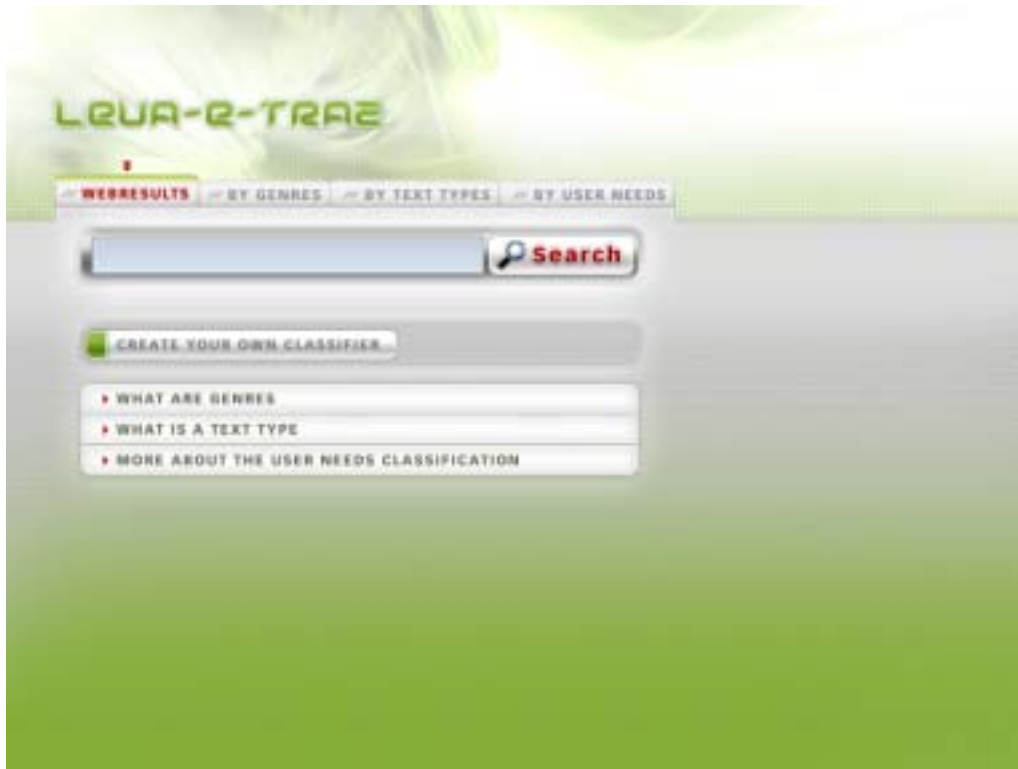 LEVA-E-TRAZ
WEBRESULTS BY GENRES BY TEXT TYPES BY USER NEEDS
Search
CREATE YOUR OWN CLASSIFIER
WHAT ARE GENRES
WHAT IS A TEXT TYPE
MORE ABOUT THE USER NEEDS CLASSIFICATION